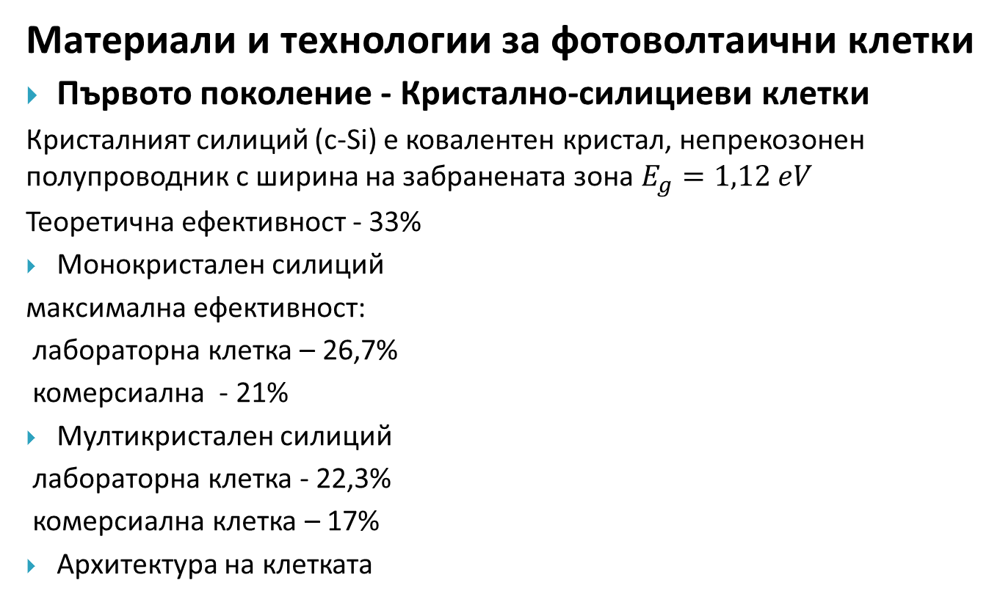 Материали и технологии за фотоволтаични клетки
Първото поколение - Кристално-силициеви клетки
Кристалният силиций (c-Si) е ковалентен кристал, непрекозонен
полупроводник с ширина на забранената зона E_g = 1,12 eV
Теоретична ефективност - 33%
Монокристален силиций
максимална ефективност:
лабораторна клетка – 26,7%
комерсиална - 21%
Мултикристален силиций
лабораторна клетка - 22,3%
комерсиална клетка – 17%
Архитектура на клетката